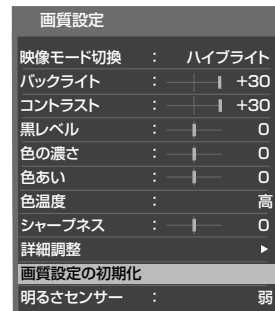 画質設定
映像モード切換 : ハイブライト
バックライト : +30
コントラスト : +30
黒レベル : 0
色の濃さ : 0
色あい : 0
色温度 : 高
シャープネス : 0
詳細調整
画質設定の初期化
明るさセンサー : 弱